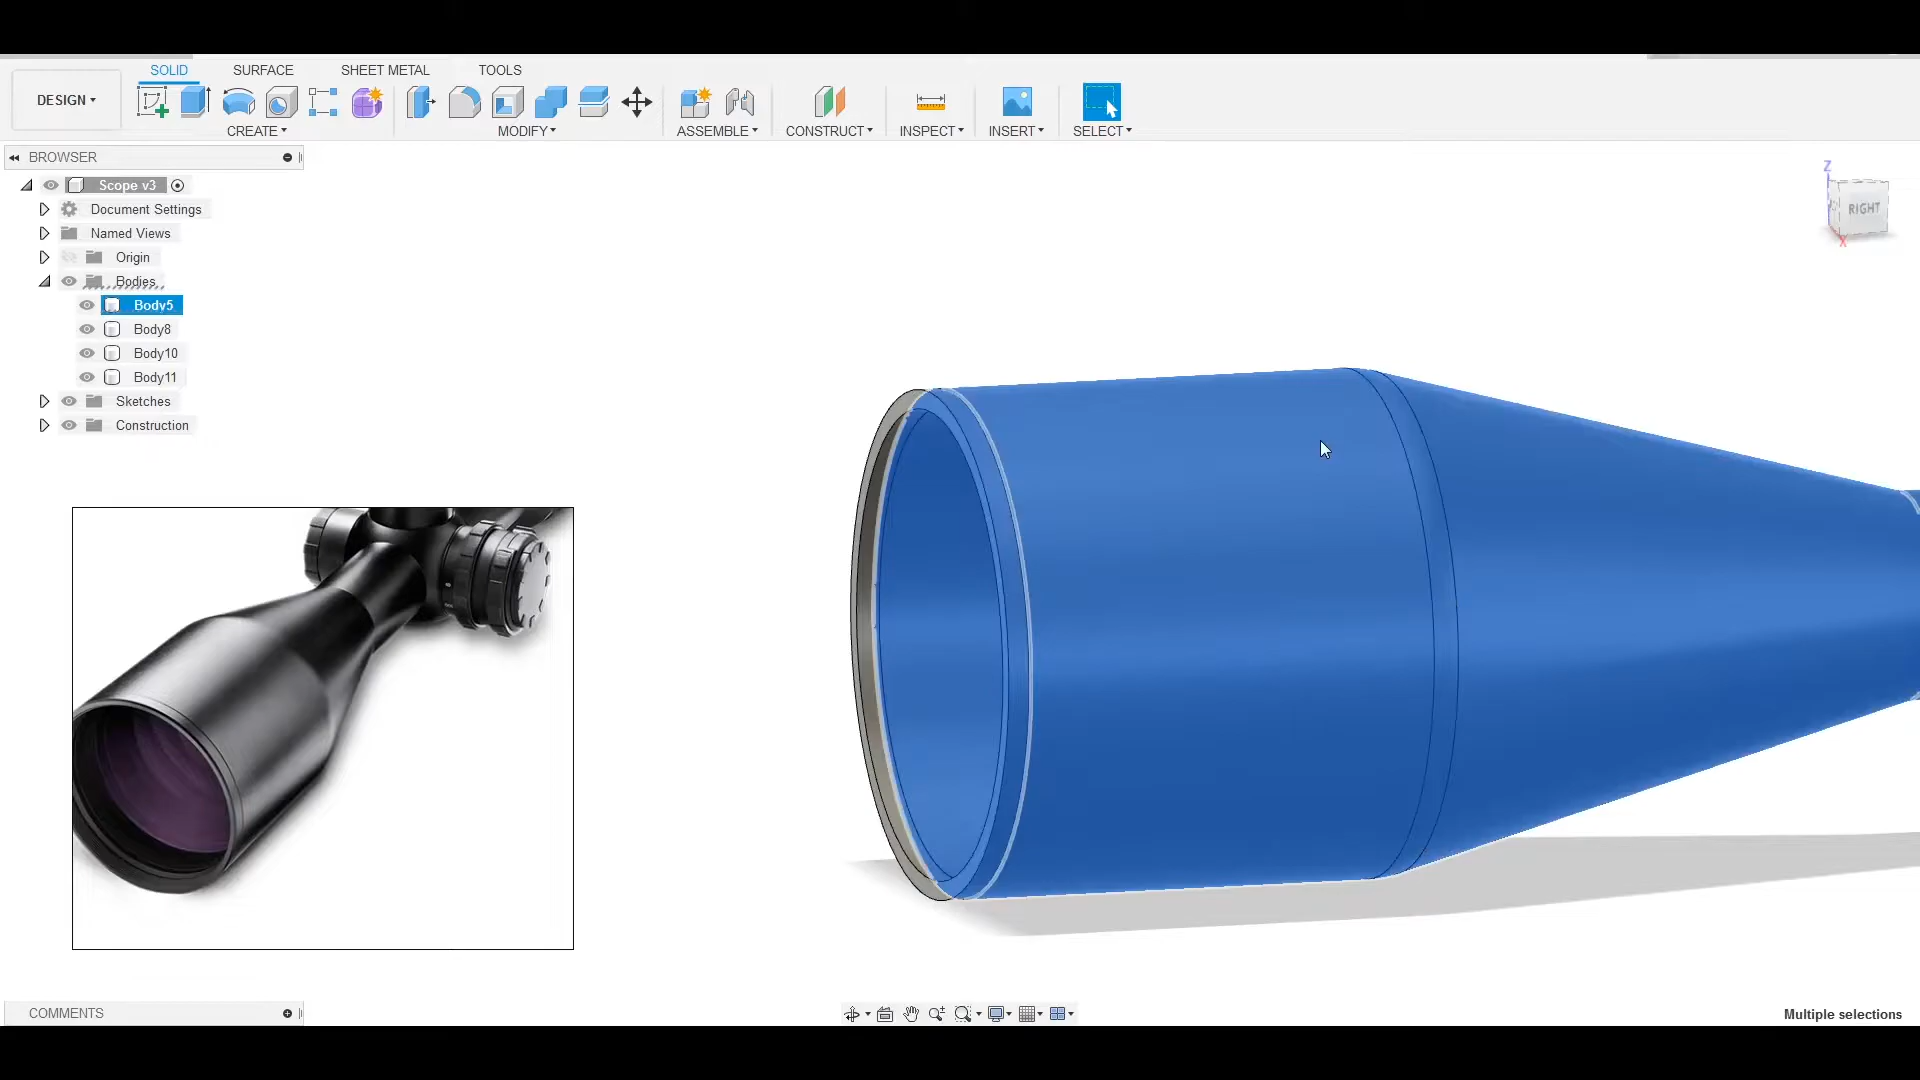 SOLID SURFACE SHEET METAL TOOLS
DESIGN
CREATE MODIFY ASSEMBLE CONSTRUCT INSPECT INSERT SELECT
BROWSER
Scope v3
Document Settings
Named Views
Origin
Bodies
Body5
Body8
Body10
Body11
Sketches
Construction
Z
RIGHT
X
COMMENTS
Multiple selections